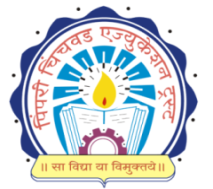 पिंपरी चिंचवड एज्युकेशन ट्रस्ट
॥ सा विद्या या विमुक्तये॥